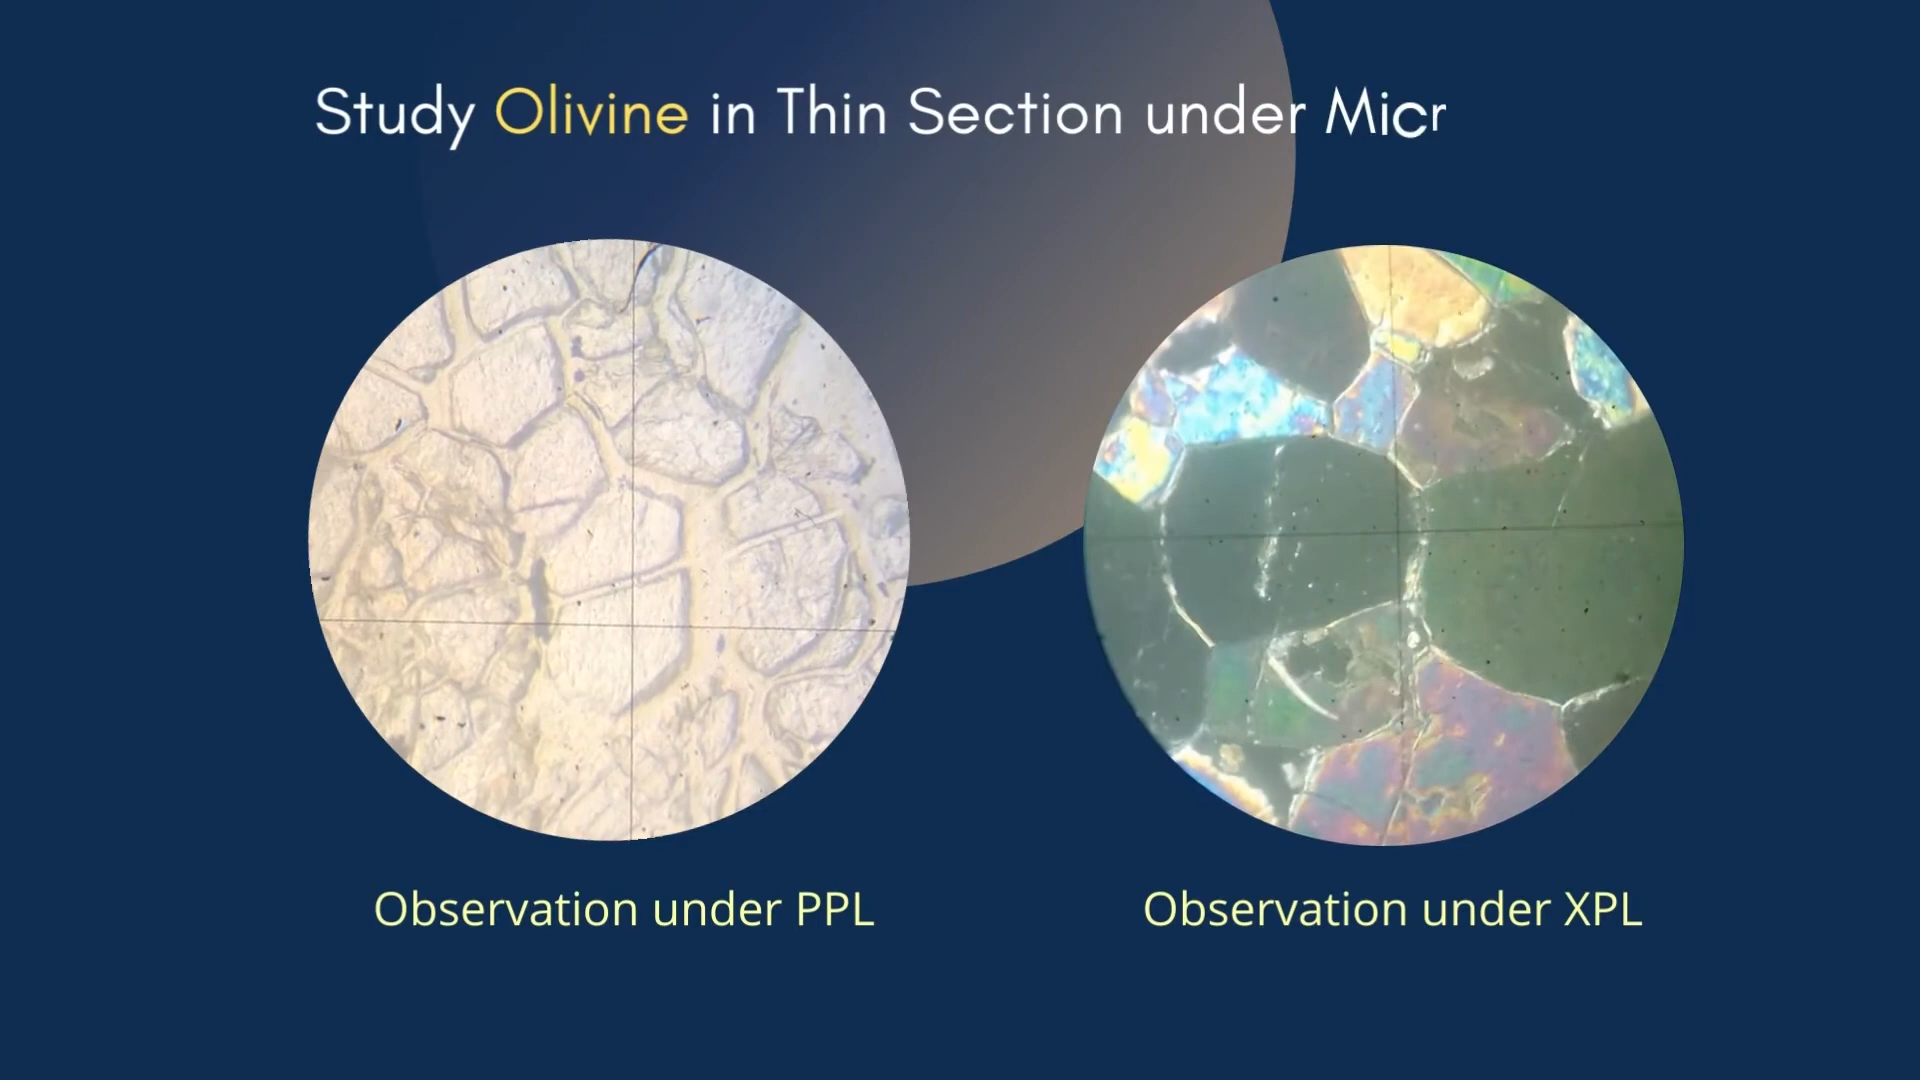 Study Olivine in Thin Section under Micr
Observation under PPL
Observation under XPL